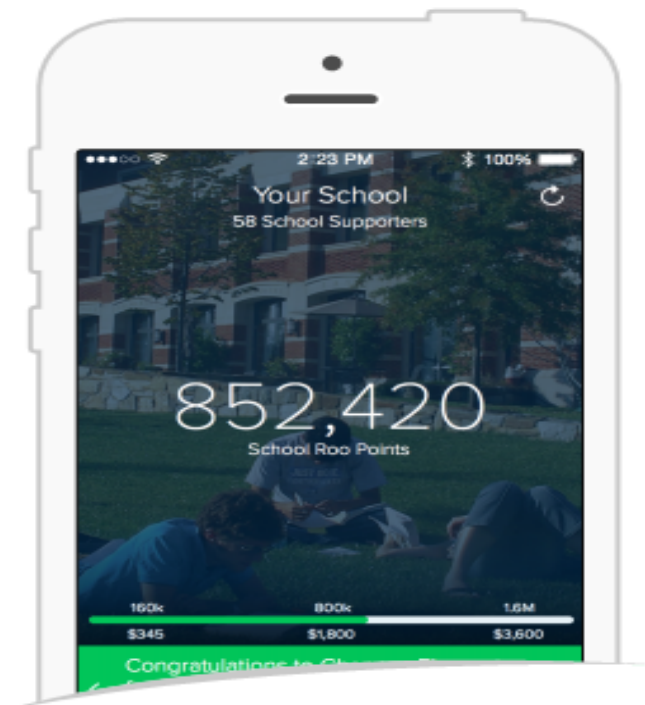 2:23 PM 100%
Your School
58 School Supporters
852,420
School Roo Points
160k 800k 1.6M
$345 $1,800 $3,600
Congratulations to